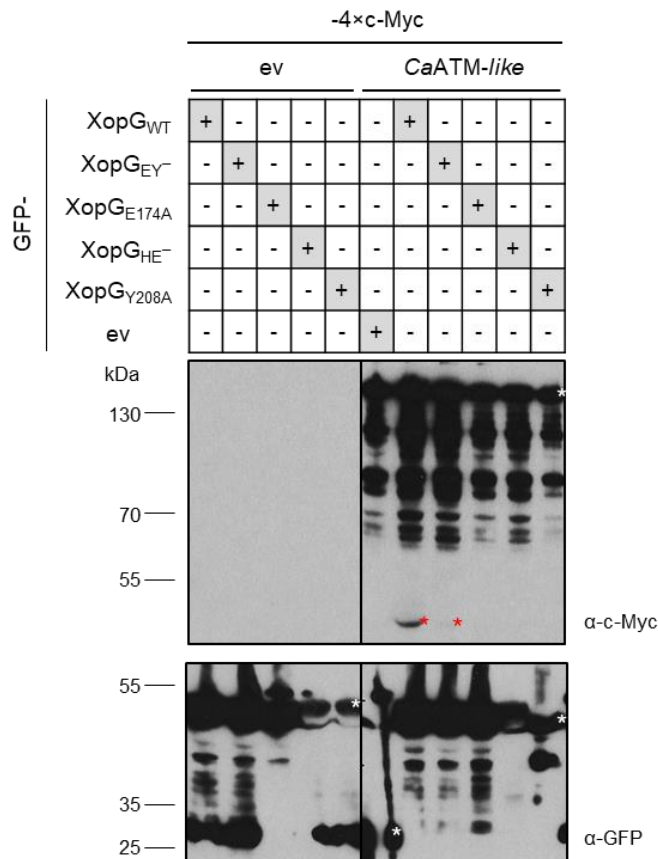 -4×c-Myc
ev CaATM-like
GFP-
XopGWT + - - - - - + - - - -
XopGEY⁻ - + - - - - - + - - -
XopGE174A - - + - - - - - + - -
XopGHE⁻ - - - + - - - - - + -
XopGY208A - - - - + - - - - - +
ev - - - - - + - - - - -
kDa
130
*
70
55
* *
α-c-Myc
55
* *
35
*
25
α-GFP